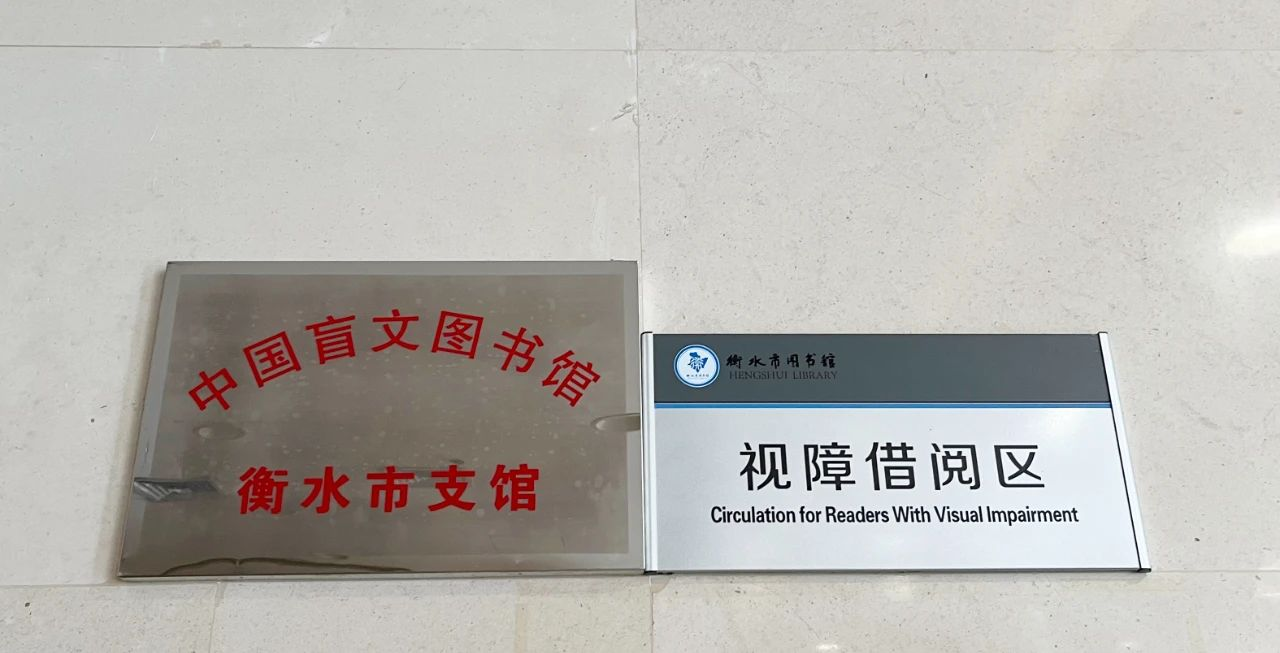 中国盲文图书馆
衡水市支馆
衡水市图书馆
HENGSHUI LIBRARY
视障借阅区
Circulation for Readers With Visual Impairment